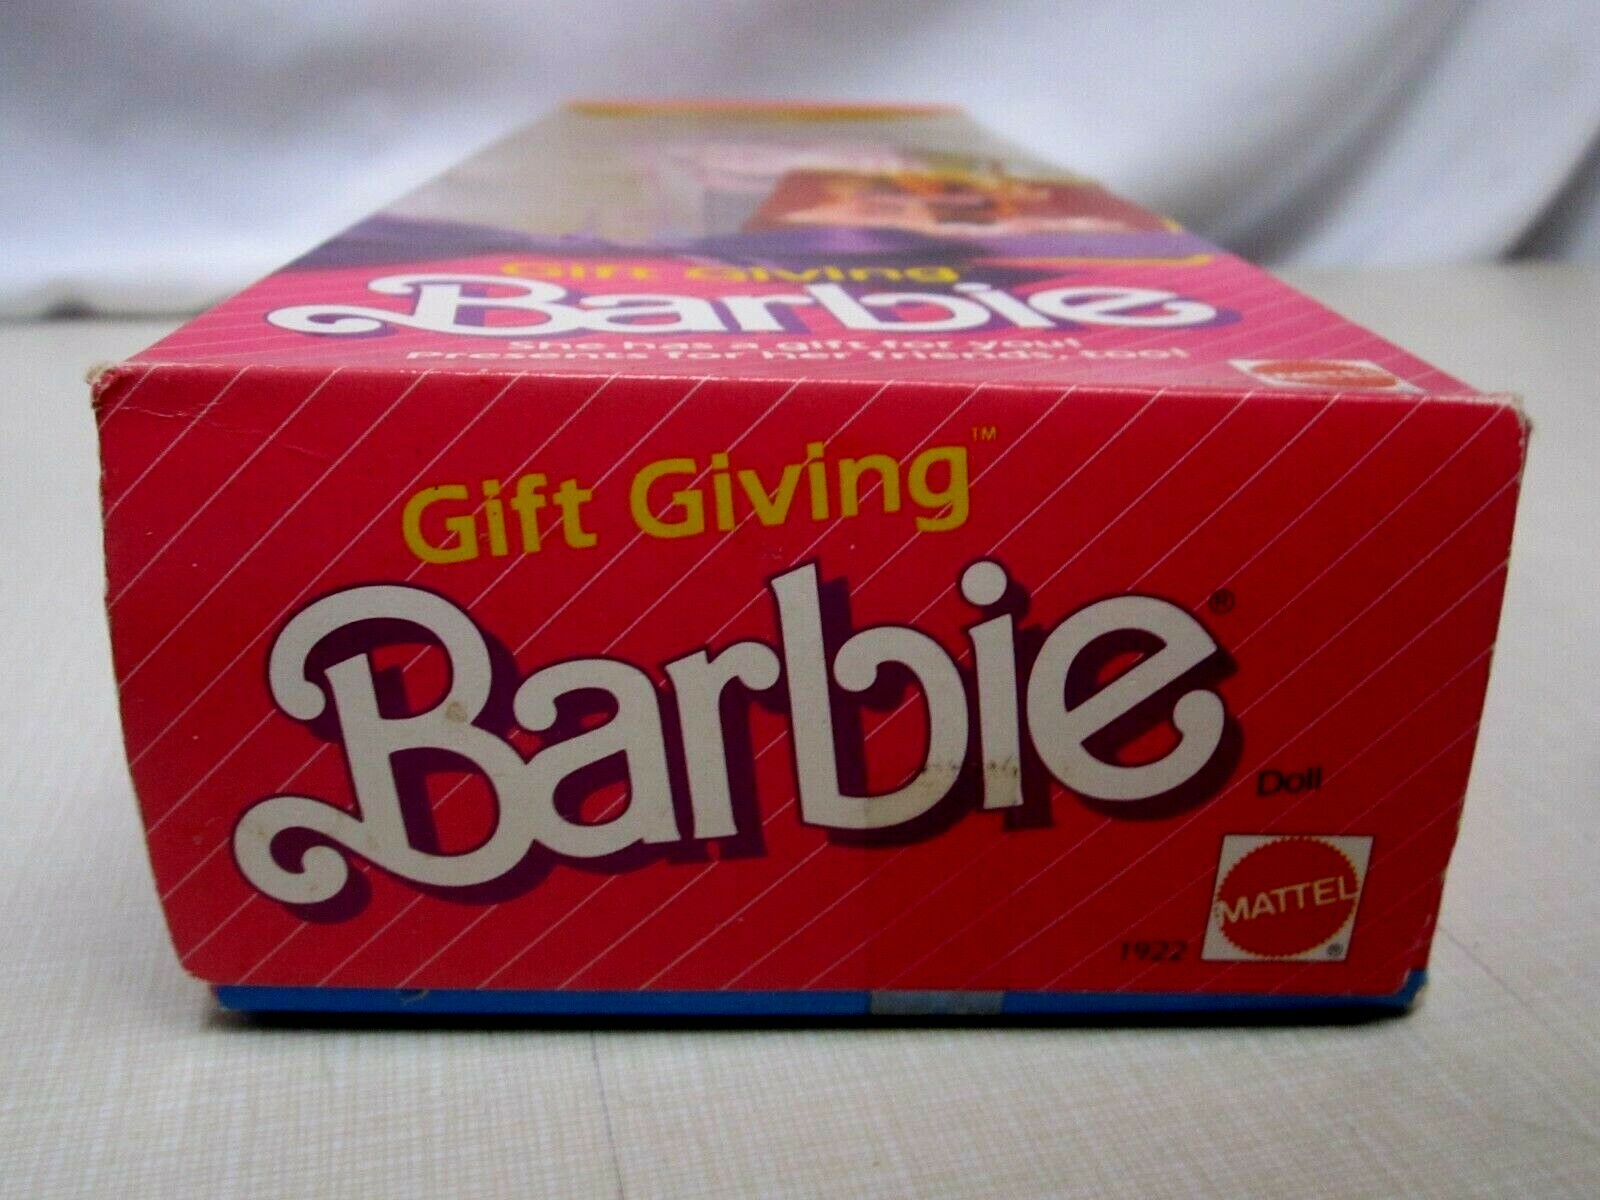 Gift Giving
Barbie
She has a gift for you!
Presents for her friends, too!
MATTEL
Gift Giving™
Barbie®
Doll
MATTEL®
1922